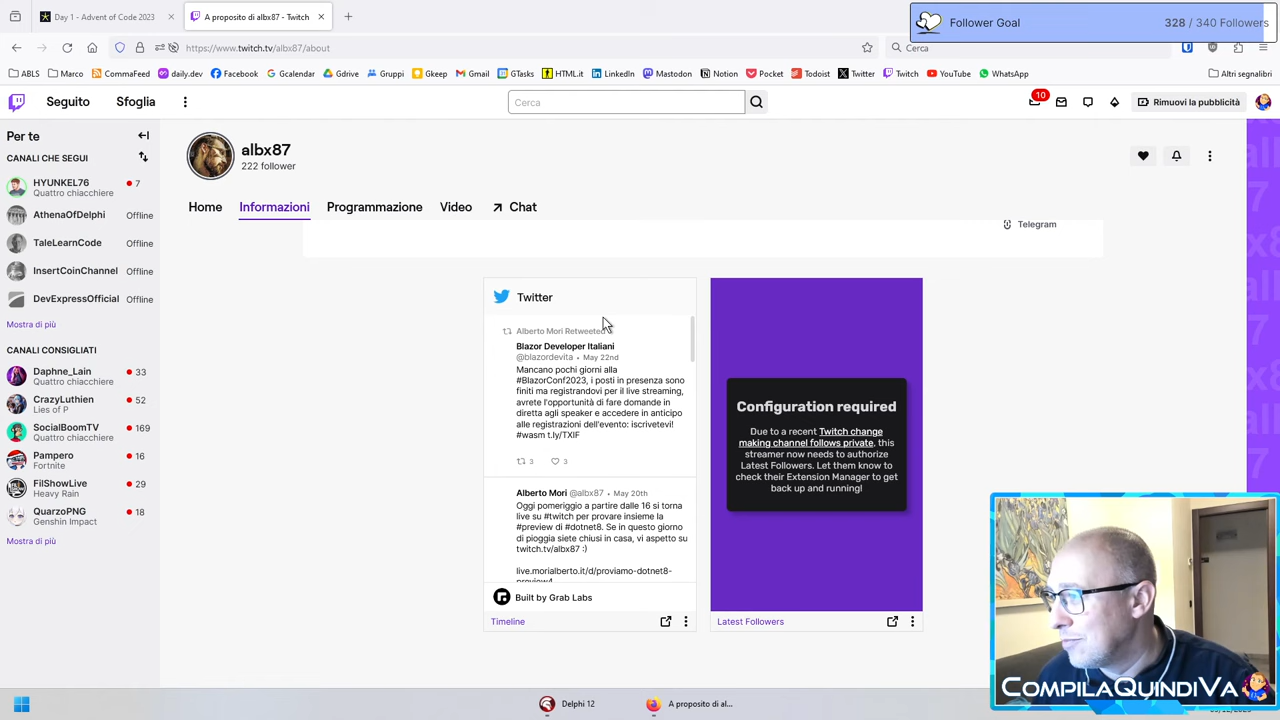 Day 1 - Advent of Code 2023
A proposito di albx87 - Twitch
Follower Goal
328 / 340 Followers
https://www.twitch.tv/albx87/about
Cerca
ABLS
Marco
CommaFeed
daily.dev
Facebook
Gcalendar
Gdrive
Gruppi
Gkeep
Gmail
GTasks
HTML.it
LinkedIn
Mastodon
Notion
Pocket
Todoist
Twitter
Twitch
YouTube
WhatsApp
Altri segnalibri
Seguito
Sfoglia
Cerca
10
Rimuovi la pubblicità
Per te
CANALI CHE SEGUI
HYUNKEL76
7
Quattro chiacchiere
AthenaOfDelphi
Offline
TaleLearnCode
Offline
InsertCoinChannel
Offline
DevExpressOfficial
Offline
Mostra di più
CANALI CONSIGLIATI
Daphne_Lain
33
Quattro chiacchiere
CrazyLuthien
52
Lies of P
SocialBoomTV
169
Quattro chiacchiere
Pampero
16
Fortnite
FilShowLive
29
Heavy Rain
QuarzoPNG
18
Genshin Impact
Mostra di più
albx87
222 follower
Home
Informazioni
Programmazione
Video
Chat
Telegram
Twitter
Alberto Mori Retweeted
Blazor Developer Italiani
@blazordevita • May 22nd
Mancano pochi giorni alla
#BlazorConf2023, i posti in presenza sono
finiti ma registrandovi per il live streaming,
avrete l'opportunità di fare domande in
diretta agli speaker e accedere in anticipo
alle registrazioni dell'evento: iscrivetevi!
#wasm t.ly/TXlF
3
3
Alberto Mori @albx87 • May 20th
Oggi pomeriggio a partire dalle 16 si torna
live su #twitch per provare insieme la
#preview di #dotnet8. Se in questo giorno
di pioggia siete chiusi in casa, vi aspetto su
twitch.tv/albx87 :)
live.morialberto.it/d/proviamo-dotnet8-
preview4
Built by Grab Labs
Timeline
Configuration required
Due to a recent Twitch change
making channel follows private, this
streamer now needs to authorize
Latest Followers. Let them know to
check their Extension Manager to get
back up and running!
Latest Followers
COMPILAQUINDIVA
Delphi 12
A proposito di al...